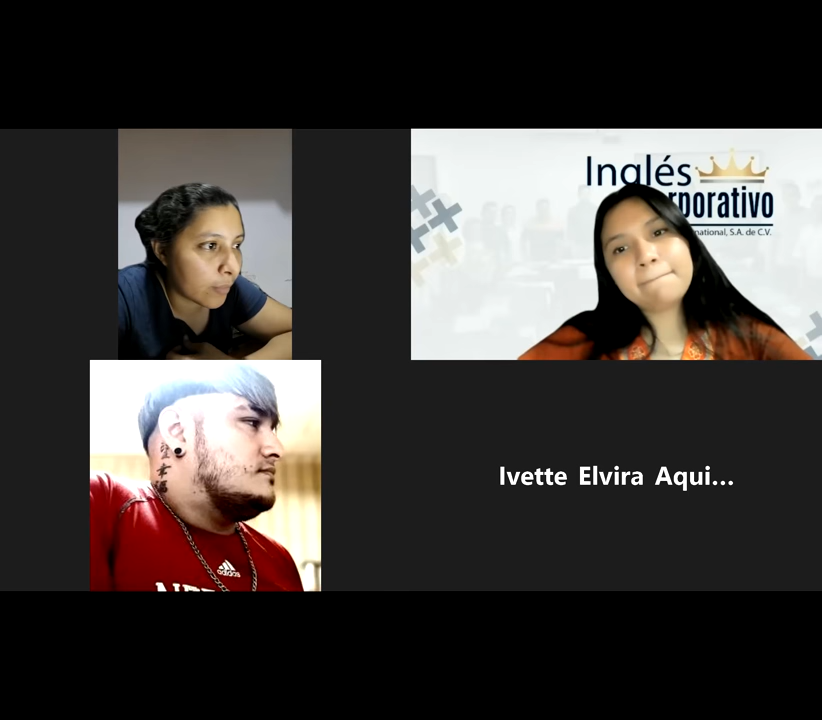 Inglés
rporativo
national, S.A. de C.V.
Ivette Elvira Aqui...
adidas